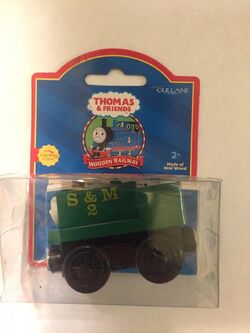 THOMAS
& FRIENDS
GULLANE
WOODEN RAILWAY
2+
Made of
Real Wood
S & M
2